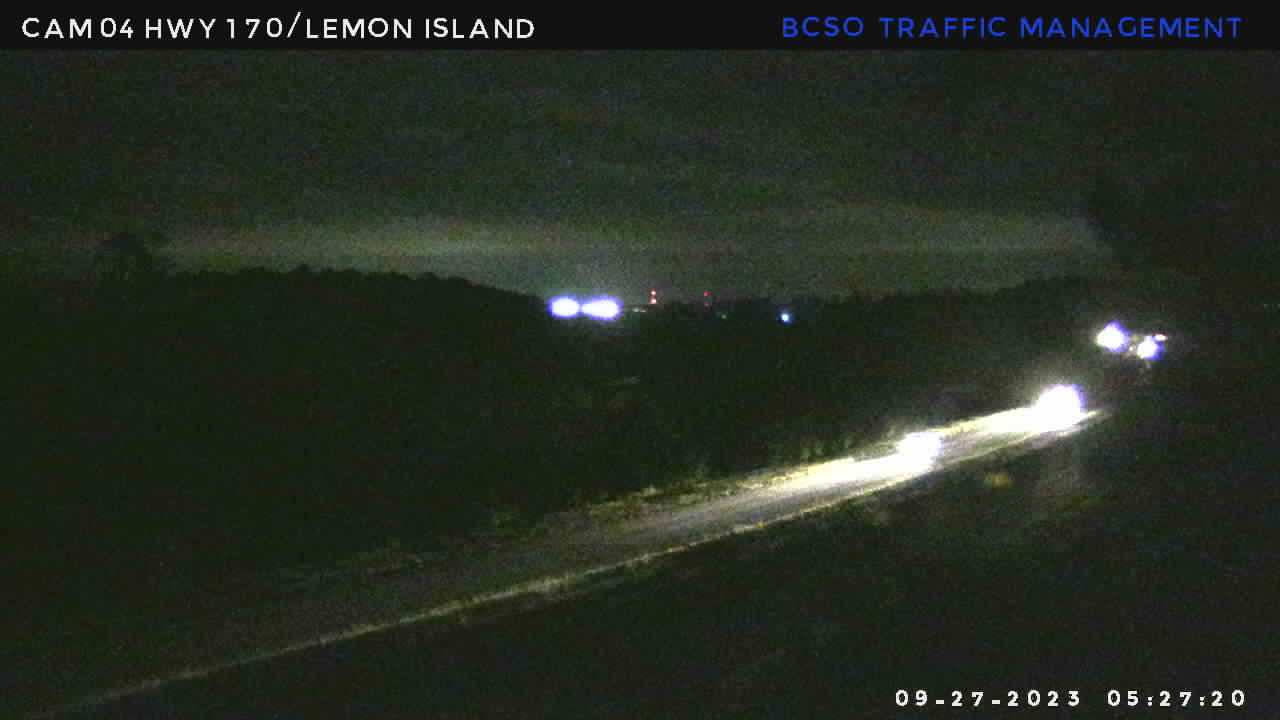 CAM04 HWY 170/LEMON ISLAND
BCSO TRAFFIC MANAGEMENT
09-27-2023 05:27:20